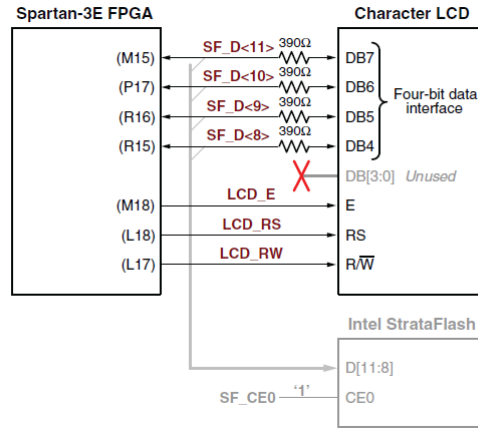 Spartan-3E FPGA
Character LCD
(M15) SF_D<11> 390Ω DB7
(P17) SF_D<10> 390Ω DB6
(R16) SF_D<9> 390Ω DB5
(R15) SF_D<8> 390Ω DB4
Four-bit data
interface
DB[3:0] Unused
(M18) LCD_E E
(L18) LCD_RS RS
(L17) LCD_RW R/W̅
Intel StrataFlash
D[11:8]
SF_CE0 ‘1’ CE0